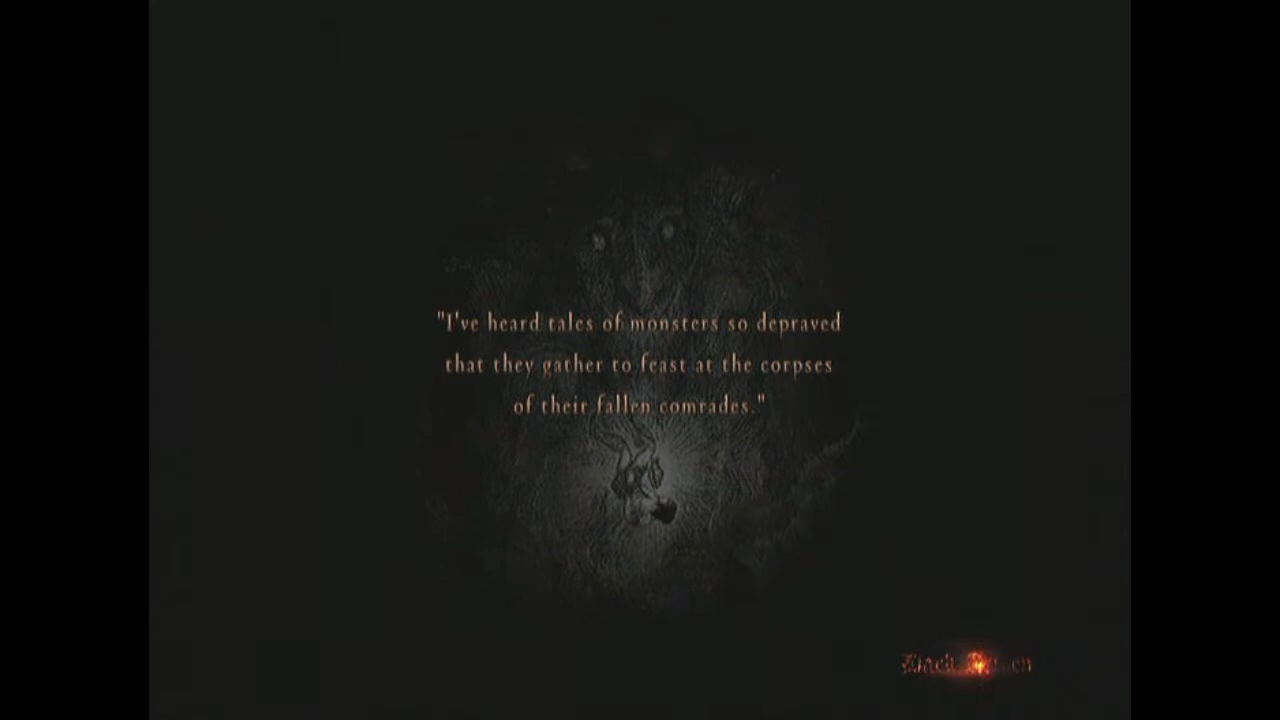 "I've heard tales of monsters so depraved
that they gather to feast at the corpses
of their fallen comrades."